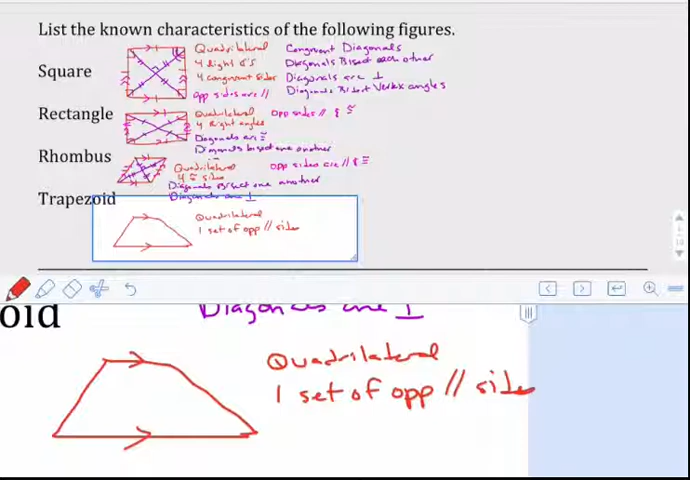 List the known characteristics of the following figures.
Square
Quadrilateral
4 Right ∠'s
4 congruent sides
opp sides are //
Congruent Diagonals
Diagonals Bisect each other
Diagonals are ⊥
Diagonals Bisect Vertex angles
Rectangle
Quadrilateral
4 Right angles
Diagonals are ≅
Diagonals bisect one another
opp sides // & ≅
Rhombus
Quadrilateral
4 ≅ sides
Diagonals Bisect one another
Diagonals are ⊥
opp sides are // & ≅
Trapezoid
Quadrilateral
1 set of opp // sides
oid
Diagonals are ⊥
Quadrilateral
1 set of opp // sides